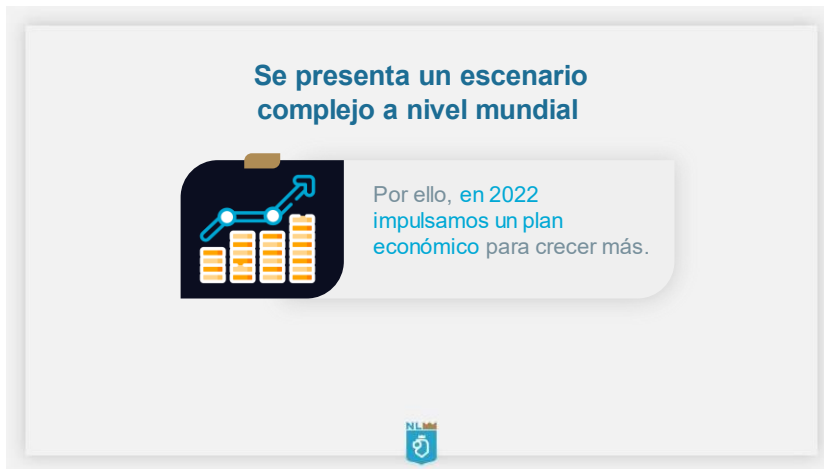 Se presenta un escenario
complejo a nivel mundial
Por ello, en 2022
impulsamos un plan
económico para crecer más.
NL